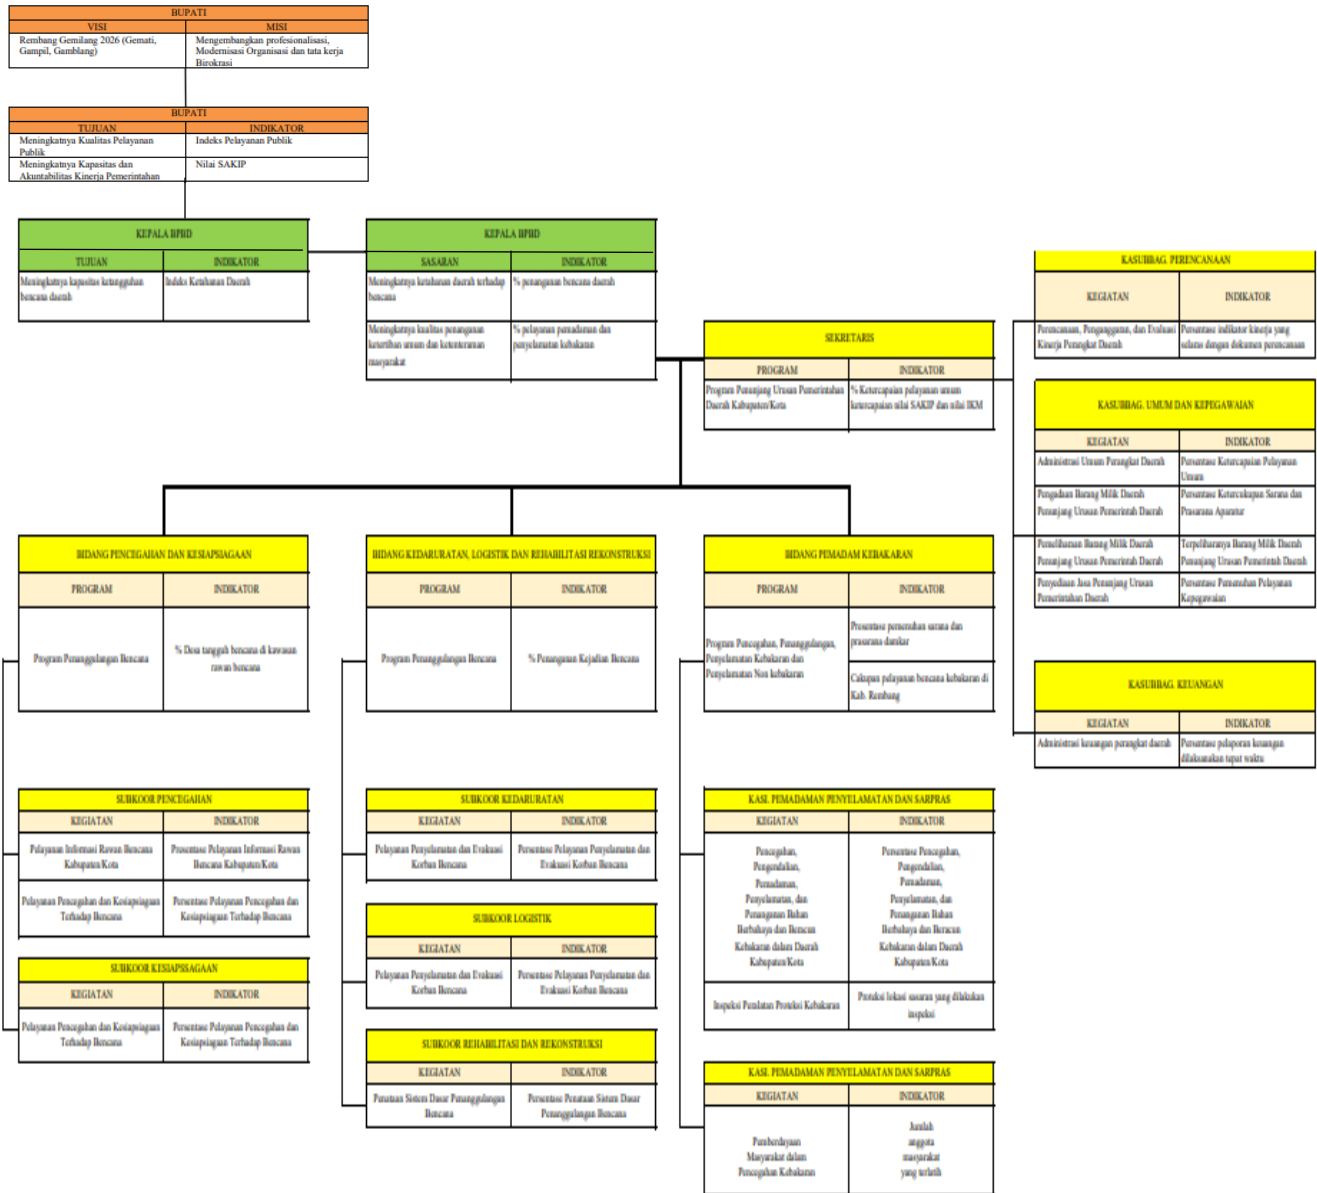 BUPATI
VISI MISI
Rembang Gemilang 2026 (Gemati, Gampil, Gamblang)
Mengembangkan profesionalisasi, Modernisasi Organisasi dan tata kerja Birokrasi
BUPATI
TUJUAN INDIKATOR
Meningkatnya Kualitas Pelayanan Publik
Indeks Pelayanan Publik
Meningkatnya Kapasitas dan Akuntabilitas Kinerja Pemerintahan
Nilai SAKIP
KEPALA BPBD
TUJUAN INDIKATOR
Meningkatnya kapasitas ketangguhan bencana daerah
Indeks Ketahanan Daerah
KEPALA BPBD
SASARAN INDIKATOR
Meningkatnya ketahanan daerah terhadap bencana
% penanganan bencana daerah
Meningkatnya kualitas penanganan ketertiban umum dan ketenteraman masyarakat
% pelayanan pemadaman dan penyelamatan kebakaran
SEKRETARIS
PROGRAM INDIKATOR
Program Penunjang Urusan Pemerintahan Daerah Kabupaten/Kota
% Ketercapaian pelayanan umum ketercapaian nilai SAKIP dan nilai IKM
KASUBBAG. PERENCANAAN
KEGIATAN INDIKATOR
Perencanaan, Penganggaran, dan Evaluasi Kinerja Perangkat Daerah
Persentase indikator kinerja yang selaras dengan dokumen perencanaan
KASUBBAG. UMUM DAN KEPEGAWAIAN
KEGIATAN INDIKATOR
Administrasi Umum Perangkat Daerah
Persentase Ketercapaian Pelayanan Umum
Pengadaan Barang Milik Daerah Penunjang Urusan Pemerintah Daerah
Persentase Ketercukupan Sarana dan Prasarana Aparatur
Pemeliharaan Barang Milik Daerah Penunjang Urusan Pemerintah Daerah
Terpeliharanya Barang Milik Daerah Penunjang Urusan Pemerintah Daerah
Penyediaan Jasa Penunjang Urusan Pemerintahan Daerah
Persentase Pemenuhan Pelayanan Kepegawaian
KASUBBAG. KEUANGAN
KEGIATAN INDIKATOR
Administrasi keuangan perangkat daerah
Persentase pelaporan keuangan dilaksanakan tepat waktu
BIDANG PENCEGAHAN DAN KESIAPSIAGAAN
PROGRAM INDIKATOR
Program Penanggulangan Bencana
% Desa tangguh bencana di kawasan rawan bencana
BIDANG KEDARURATAN, LOGISTIK DAN REHABILITASI REKONSTRUKSI
PROGRAM INDIKATOR
Program Penanggulangan Bencana
% Penanganan Kejadian Bencana
BIDANG PEMADAM KEBAKARAN
PROGRAM INDIKATOR
Program Pencegahan, Penanggulangan, Penyelamatan Kebakaran dan Penyelamatan Non kebakaran
Presentase pemenuhan sarana dan prasarana damkar
Cakupan pelayanan bencana kebakaran di Kab. Rembang
SUBKOOR PENCEGAHAN
KEGIATAN INDIKATOR
Pelayanan Informasi Rawan Bencana Kabupaten/Kota
Presentase Pelayanan Informasi Rawan Bencana Kabupaten/Kota
Pelayanan Pencegahan dan Kesiapsiagaan Terhadap Bencana
Persentase Pelayanan Pencegahan dan Kesiapsiagaan Terhadap Bencana
SUBKOOR KESIAPSSAGAAN
KEGIATAN INDIKATOR
Pelayanan Pencegahan dan Kesiapsiagaan Terhadap Bencana
Persentase Pelayanan Pencegahan dan Kesiapsiagaan Terhadap Bencana
SUBKOOR KEDARURATAN
KEGIATAN INDIKATOR
Pelayanan Penyelamatan dan Evakuasi Korban Bencana
Persentase Pelayanan Penyelamatan dan Evakuasi Korban Bencana
SUBKOOR LOGISTIK
KEGIATAN INDIKATOR
Pelayanan Penyelamatan dan Evakuasi Korban Bencana
Persentase Pelayanan Penyelamatan dan Evakuasi Korban Bencana
SUBKOOR REHABILITASI DAN REKONSTRUKSI
KEGIATAN INDIKATOR
Penataan Sistem Dasar Penanggulangan Bencana
Persentase Penataan Sistem Dasar Penanggulangan Bencana
KASI. PEMADAMAN PENYELAMATAN DAN SARPRAS
KEGIATAN INDIKATOR
Pencegahan, Pengendalian, Pemadaman, Penyelamatan, dan Penanganan Bahan Berbahaya dan Beracun Kebakaran dalam Daerah Kabupaten/Kota
Persentase Pencegahan, Pengendalian, Pemadaman, Penyelamatan, dan Penanganan Bahan Berbahaya dan Beracun Kebakaran dalam Daerah Kabupaten/Kota
Inspeksi Peralatan Proteksi Kebakaran
Proteksi lokasi sasaran yang dilakukan inspeksi
KASI. PEMADAMAN PENYELAMATAN DAN SARPRAS
KEGIATAN INDIKATOR
Pemberdayaan Masyarakat dalam Pencegahan Kebakaran
Jumlah anggota masyarakat yang terlatih